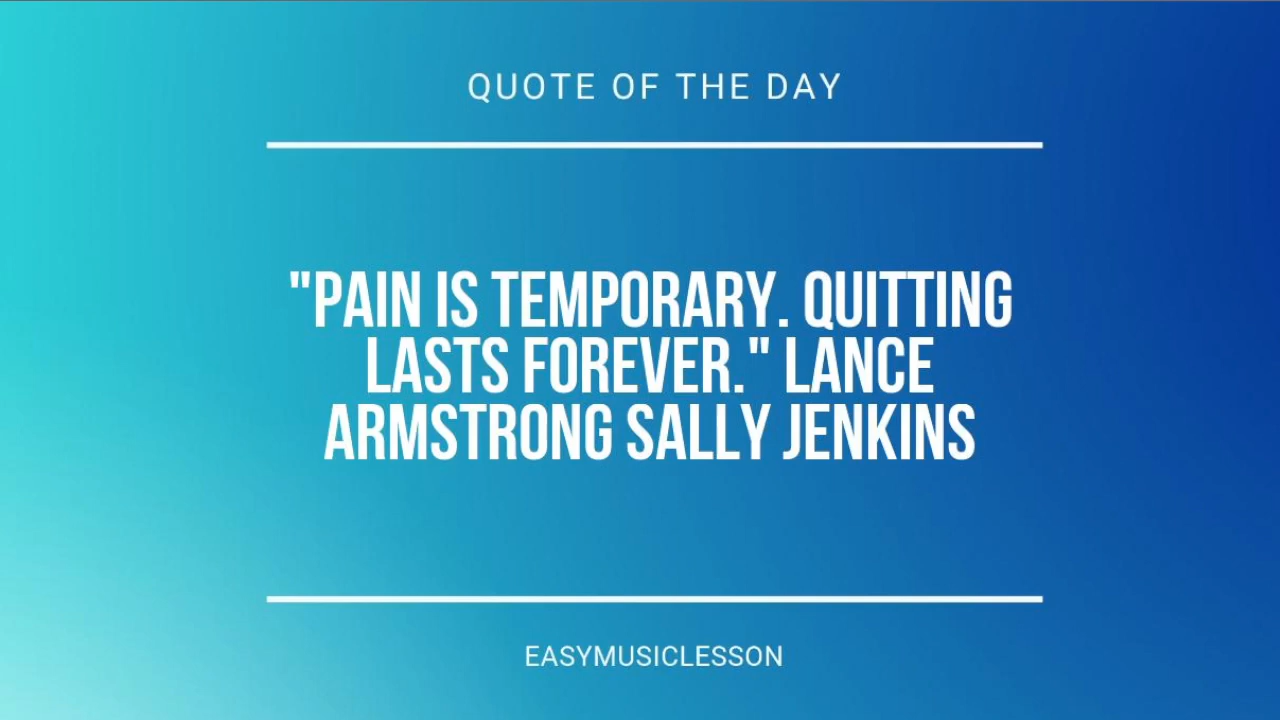 QUOTE OF THE DAY
"PAIN IS TEMPORARY. QUITTING
LASTS FOREVER." LANCE
ARMSTRONG SALLY JENKINS
EASYMUSICLESSON